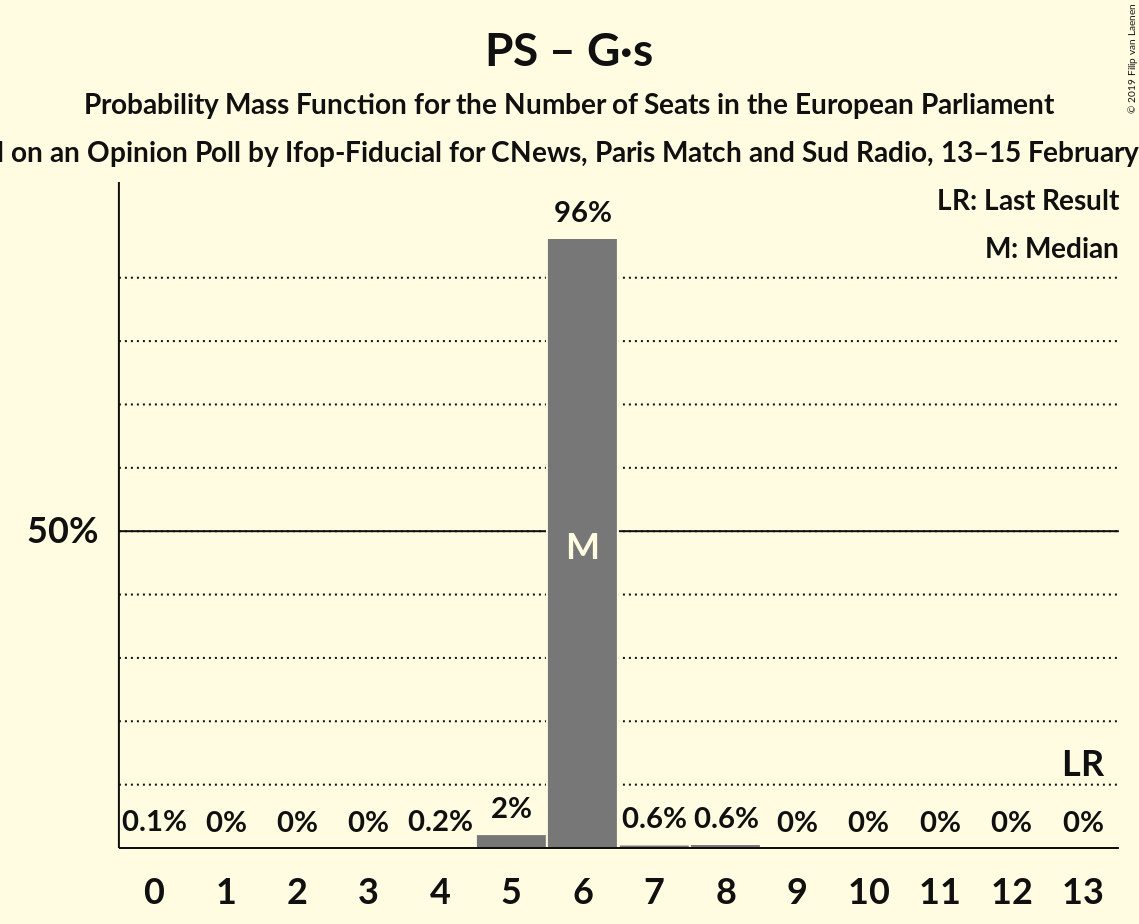 PS – G·s
Probability Mass Function for the Number of Seats in the European Parliament
on an Opinion Poll by Ifop-Fiducial for CNews, Paris Match and Sud Radio, 13–15 February
© 2019 Filip van Laenen
LR: Last Result
M: Median
96%
50%
M
LR
0.1% 0% 0% 0% 0.2% 2% 0.6% 0.6% 0% 0% 0% 0% 0%
0 1 2 3 4 5 6 7 8 9 10 11 12 13